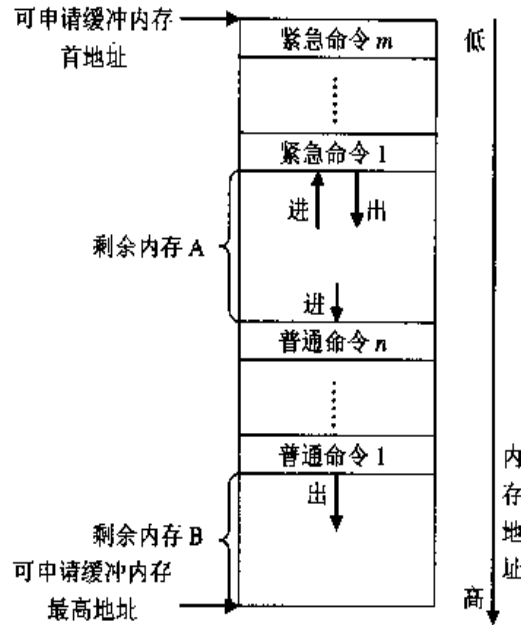 可申请缓冲内存
首地址
紧急命令 m
低
紧急命令 1
进
出
剩余内存 A
进
普通命令 n
普通命令 1
出
剩余内存 B
内存地址
可申请缓冲内存
最高地址
高